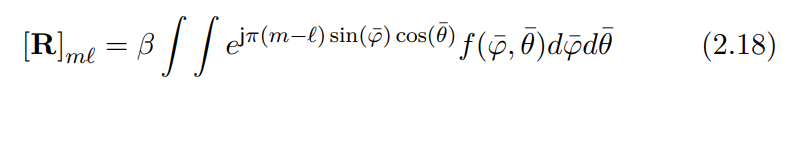 [𝐑]ₘℓ = β ∫ ∫ e^{jπ(m−ℓ) sin(φ̄) cos(θ̄)} f(φ̄, θ̄)dφ̄dθ̄ (2.18)